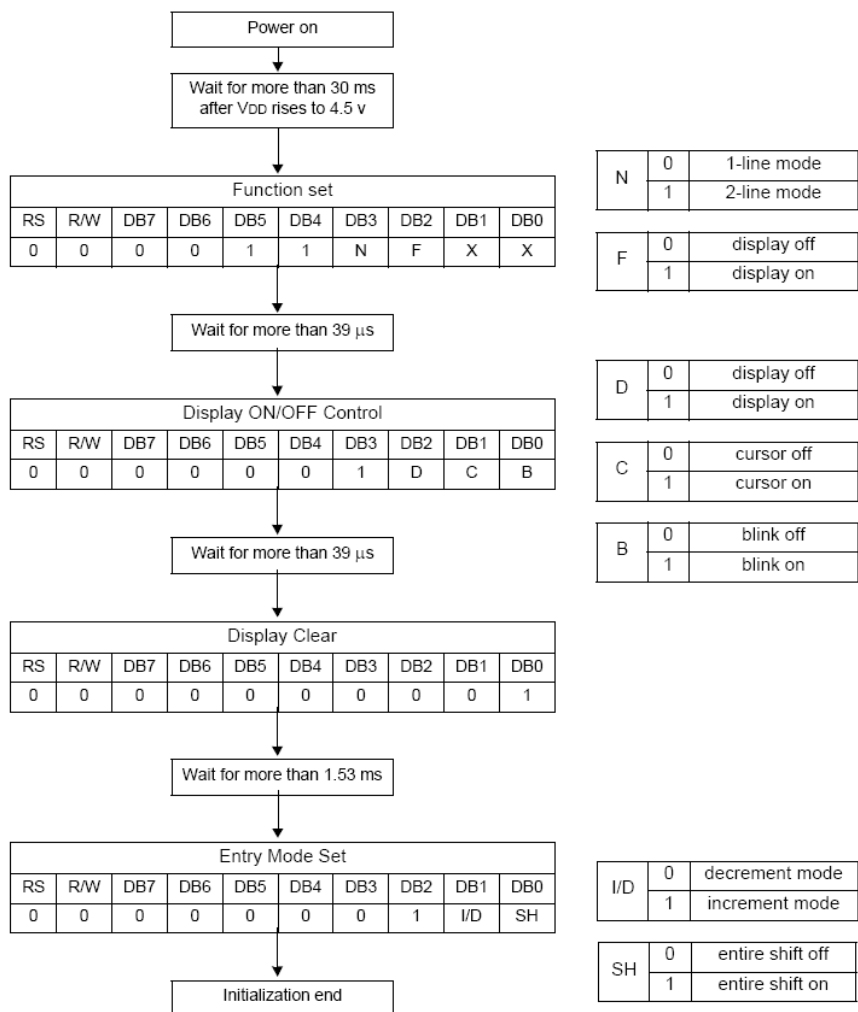 Power on
Wait for more than 30 ms
after VDD rises to 4.5 v
Function set
RS R/W DB7 DB6 DB5 DB4 DB3 DB2 DB1 DB0
0 0 0 0 1 1 N F X X
N 0 1-line mode
1 2-line mode
F 0 display off
1 display on
Wait for more than 39 μs
Display ON/OFF Control
RS R/W DB7 DB6 DB5 DB4 DB3 DB2 DB1 DB0
0 0 0 0 0 0 1 D C B
D 0 display off
1 display on
C 0 cursor off
1 cursor on
B 0 blink off
1 blink on
Wait for more than 39 μs
Display Clear
RS R/W DB7 DB6 DB5 DB4 DB3 DB2 DB1 DB0
0 0 0 0 0 0 0 0 0 1
Wait for more than 1.53 ms
Entry Mode Set
RS R/W DB7 DB6 DB5 DB4 DB3 DB2 DB1 DB0
0 0 0 0 0 0 0 1 I/D SH
I/D 0 decrement mode
1 increment mode
SH 0 entire shift off
1 entire shift on
Initialization end